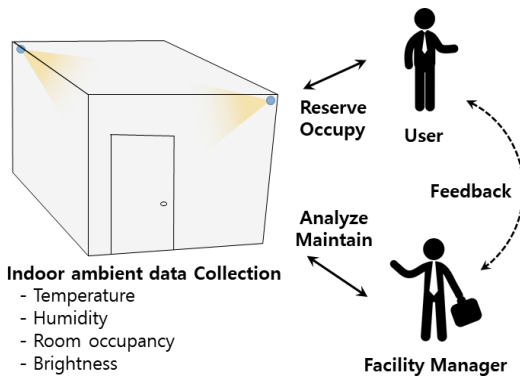 Reserve
Occupy
User
Feedback
Analyze
Maintain
Indoor ambient data Collection
- Temperature
- Humidity
- Room occupancy
- Brightness
Facility Manager